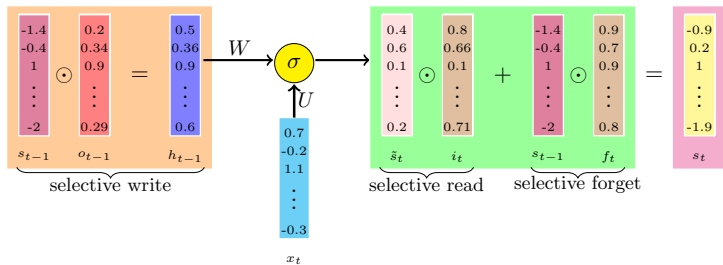 -1.4 0.2 0.5 0.4 0.8 -1.4 0.9 -0.9
-0.4 0.34 0.36 W 0.6 0.66 -0.4 0.7 0.2
1 ⊙ 0.9 = 0.9 σ 0.1 ⊙ 0.1 + 1 ⊙ 0.9 = 1
⋮ ⋮ ⋮ U ⋮ ⋮ ⋮ ⋮ ⋮
-2 0.29 0.6 0.2 0.71 -2 0.8 -1.9
s_{t−1} o_{t−1} h_{t−1} s̃_t i_t s_{t−1} f_t s_t
selective write selective read selective forget
0.7
-0.2
1.1
⋮
-0.3
x_t